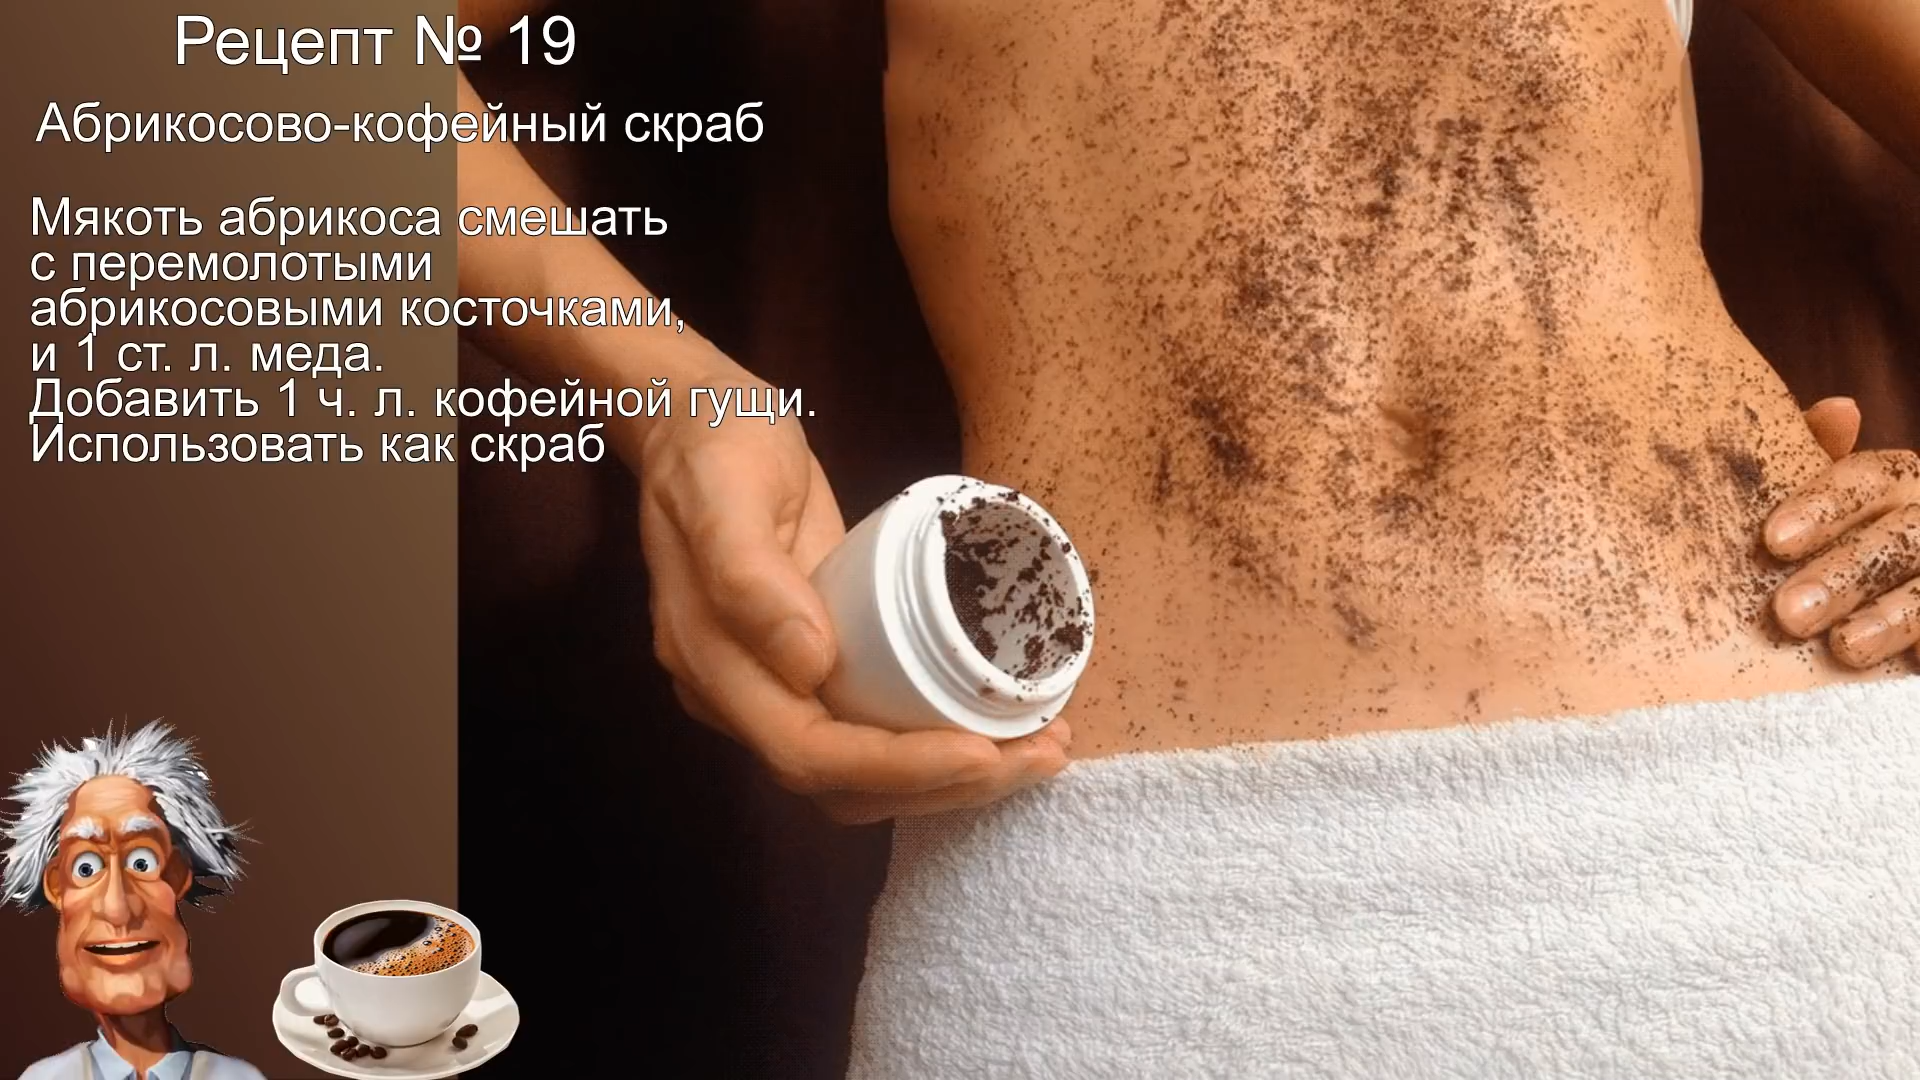 Рецепт № 19
Абрикосово-кофейный скраб
Мякоть абрикоса смешать
с перемолотыми
абрикосовыми косточками,
и 1 ст. л. меда.
Добавить 1 ч. л. кофейной гущи.
Использовать как скраб